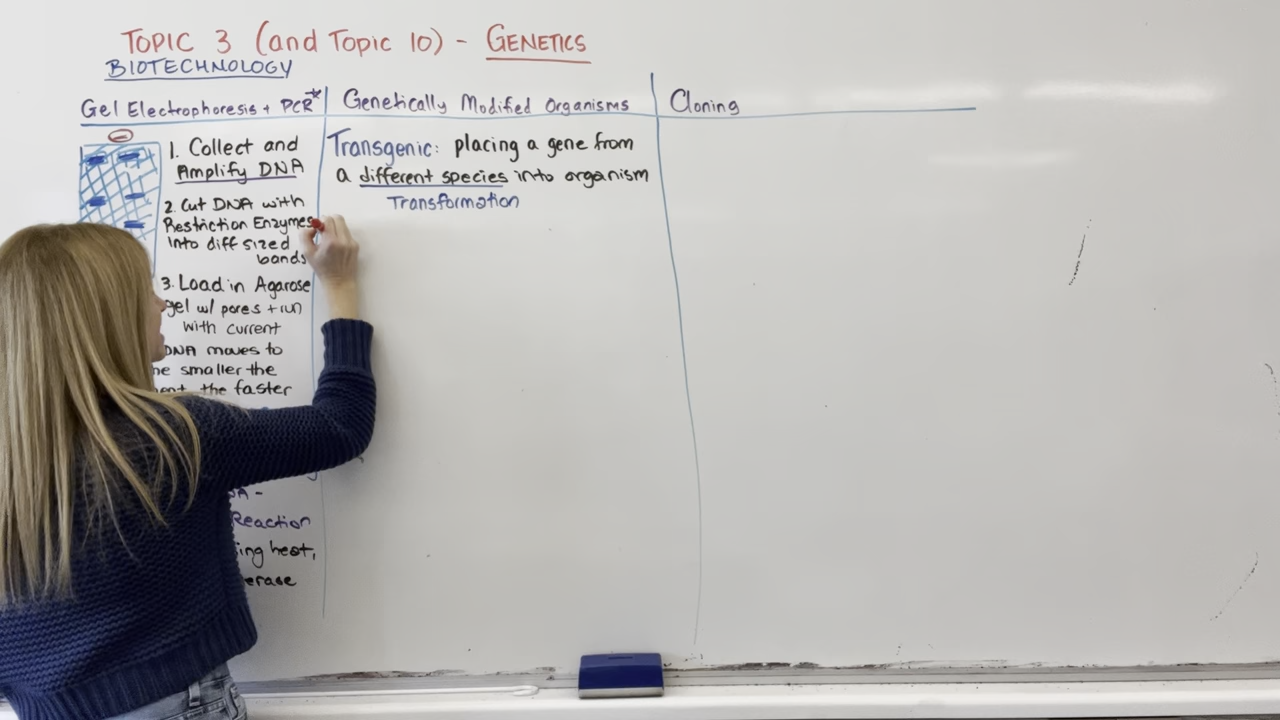 TOPIC 3 (and Topic 10) - GENETICS
BIOTECHNOLOGY
Gel Electrophoresis + PCR*
1. Collect and
Amplify DNA
2. Cut DNA with
Restriction Enzymes
into diff sized
bands
3. Load in Agarose
gel w/ pores + run
with current
DNA moves to
smaller the
the faster
Reaction
heat,
Genetically Modified Organisms
Transgenic: placing a gene from
a different species into organism
Transformation
Cloning